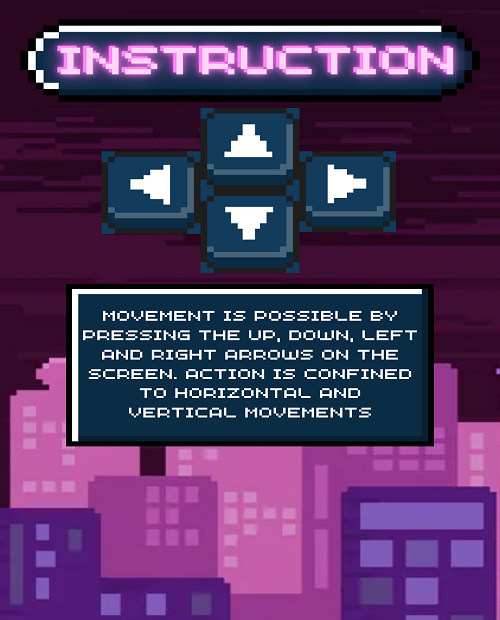 INSTRUCTION
MOVEMENT IS POSSIBLE BY
PRESSING THE UP, DOWN, LEFT
AND RIGHT ARROWS ON THE
SCREEN. ACTION IS CONFINED
TO HORIZONTAL AND
VERTICAL MOVEMENTS